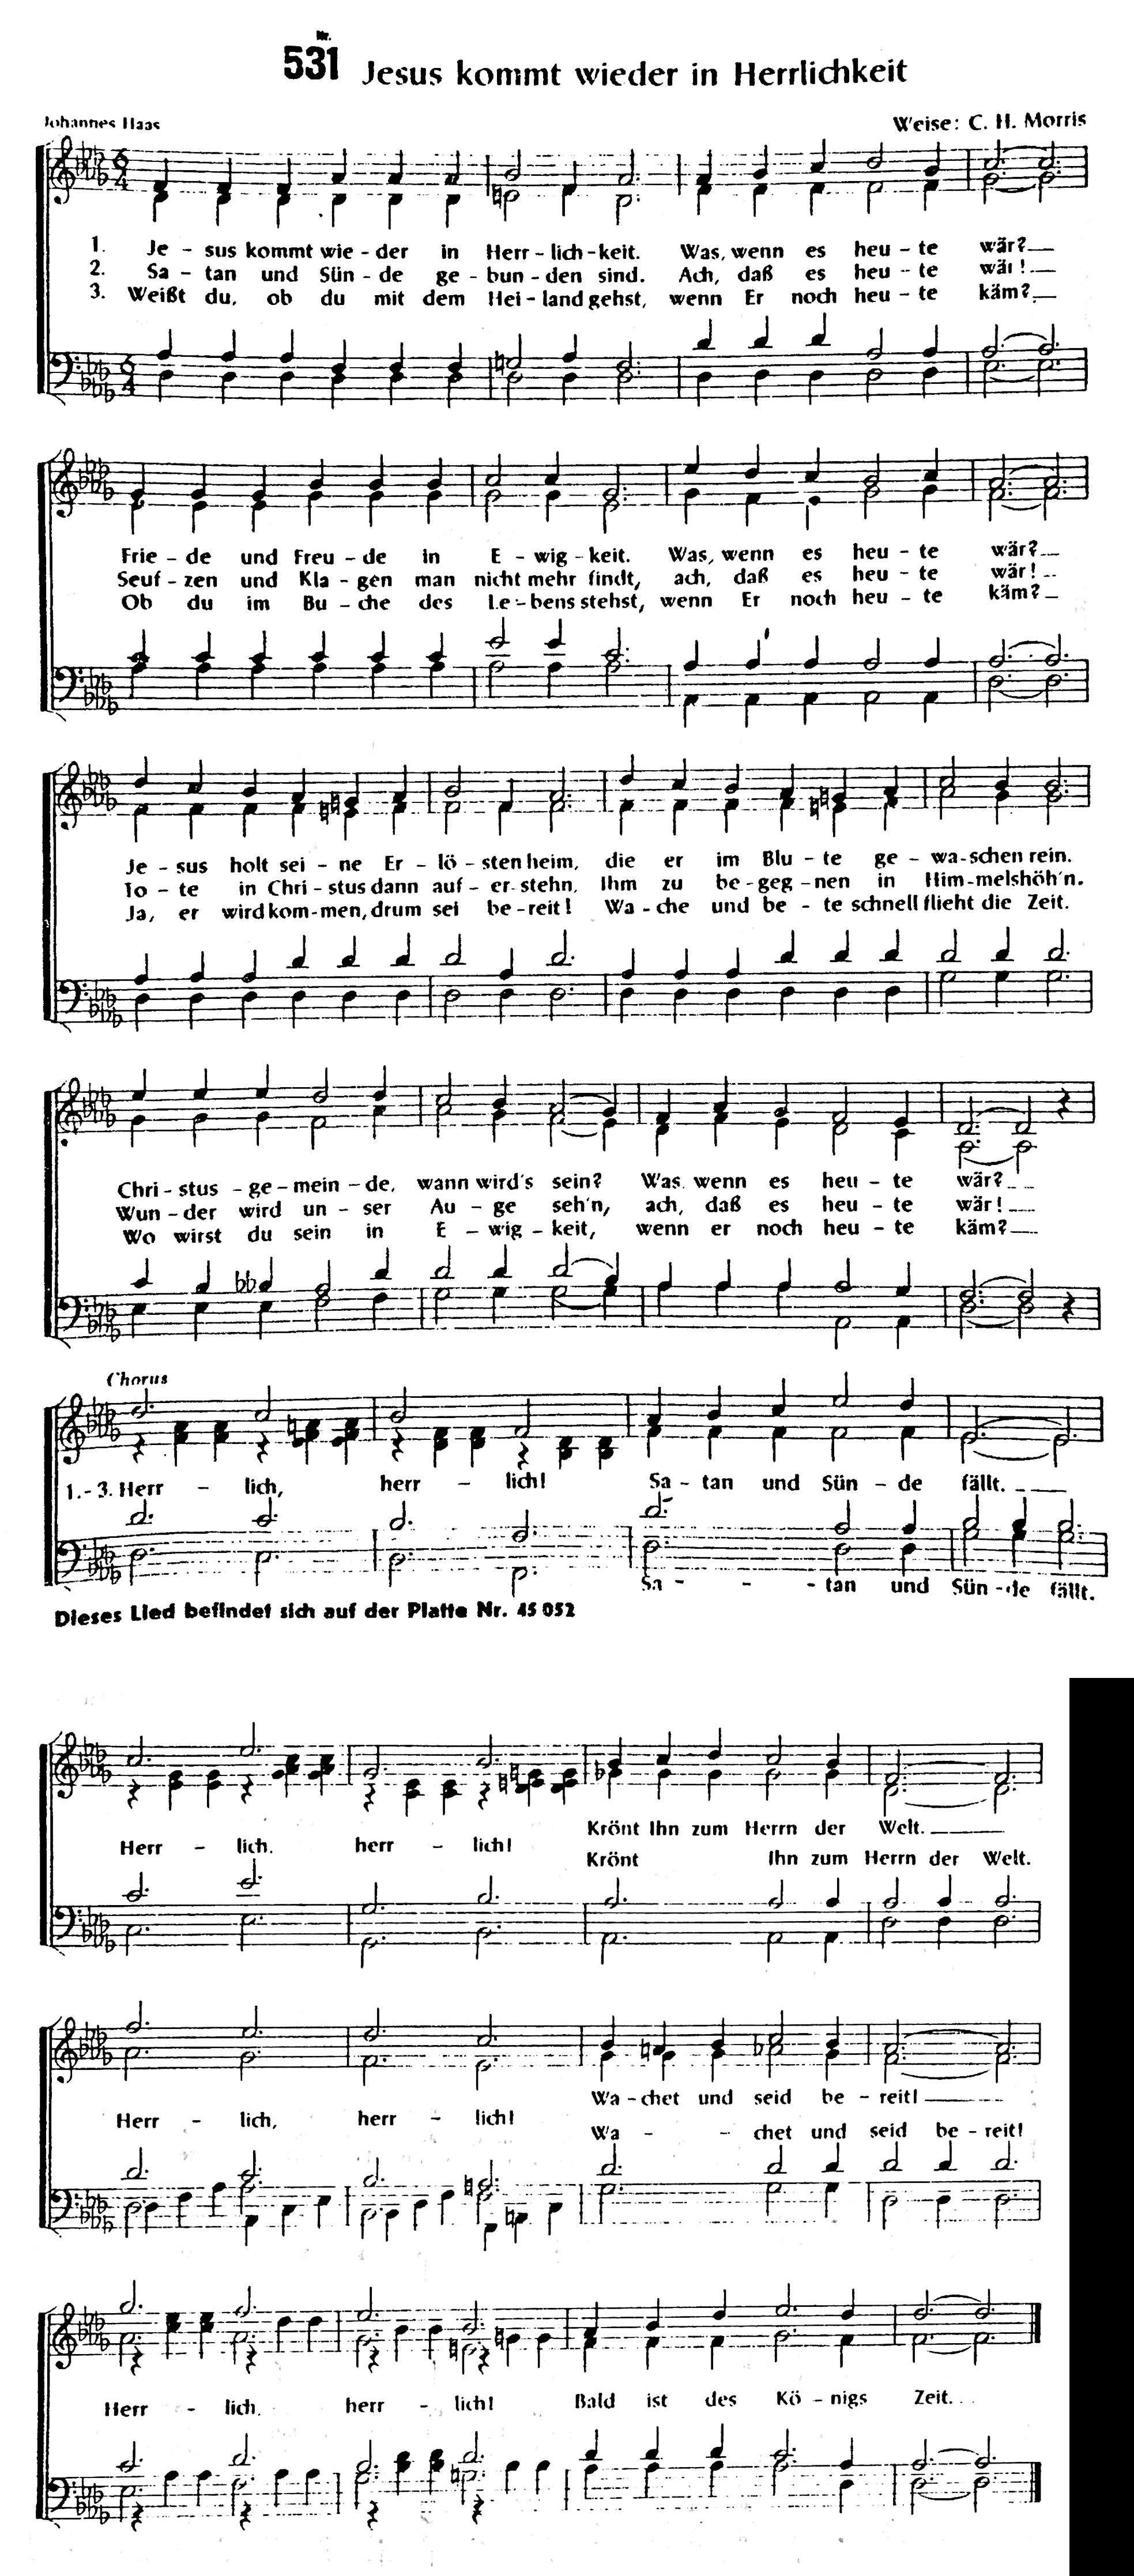 Nr.
531 Jesus kommt wieder in Herrlichkeit
Johannes Haas
Weise: C. H. Morris
1. Je - sus kommt wie - der in Herr - lich - keit. Was, wenn es heu - te wär?
2. Sa - tan und Sün - de ge - bun - den sind. Ach, daß es heu - te wär!
3. Weißt du, ob du mit dem Hei - land gehst, wenn Er noch heu - te käm?
Frie - de und Freu - de in E - wig - keit. Was, wenn es heu - te wär?
Seuf - zen und Kla - gen man nicht mehr findt, ach, daß es heu - te wär!
Ob du im Bu - che des Le - bens stehst, wenn Er noch heu - te käm?
Je - sus holt sei - ne Er - lö - sten heim, die er im Blu - te ge - wa - schen rein.
To - te in Chri - stus dann auf - er - stehn, Ihm zu be - geg - nen in Him - melshöh'n.
Ja, er wird kom - men, drum sei be - reit! Wa - che und be - te schnell flieht die Zeit.
Chri - stus - ge - mein - de, wann wird's sein? Was, wenn es heu - te wär?
Wun - der wird un - ser Au - ge seh'n, ach, daß es heu - te wär!
Wo wirst du sein in E - wig - keit, wenn er noch heu - te käm?
Chorus
1.- 3. Herr - lich, herr - lich! Sa - tan und Sün - de fällt.
Sa - - - tan und Sün - de fällt.
Dieses Lied befindet sich auf der Platte Nr. 45 052
Krönt Ihn zum Herrn der Welt.
Herr - lich, herr - lich!
Krönt Ihn zum Herrn der Welt.
Wa - chet und seid be - reit!
Herr - lich, herr - lich!
Wa - - - chet und seid be - reit!
Herr - lich, herr - lich! Bald ist des Kö - nigs Zeit.